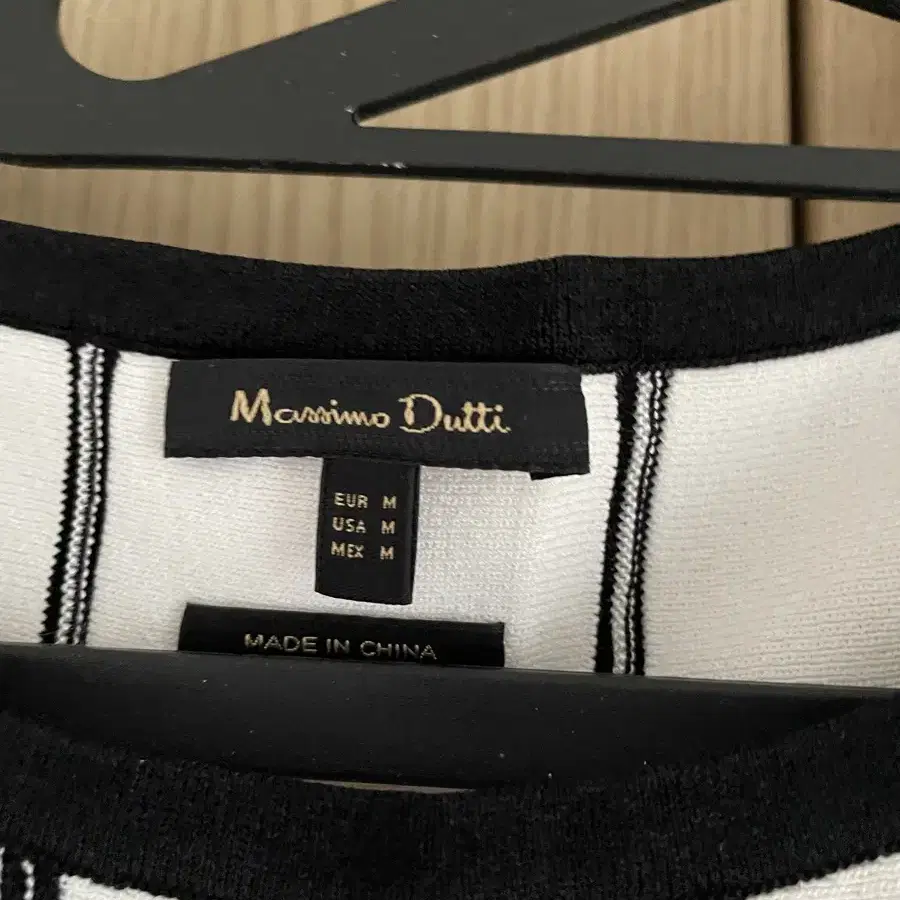 Massimo Dutti
EUR M
USA M
MEX M
MADE IN CHINA